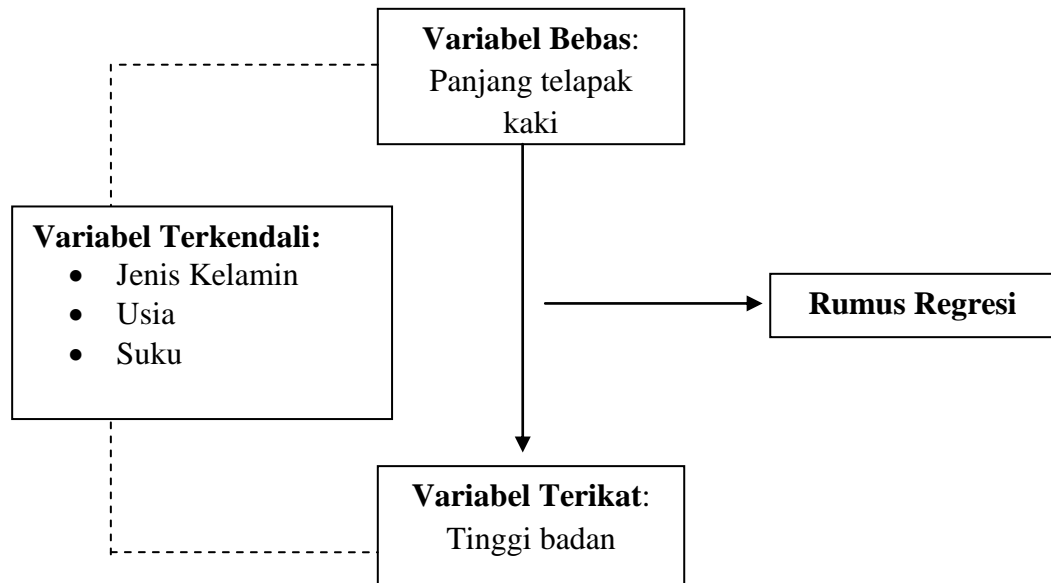 Variabel Bebas:
Panjang telapak
kaki
Variabel Terkendali:
• Jenis Kelamin
• Usia
• Suku
Rumus Regresi
Variabel Terikat:
Tinggi badan